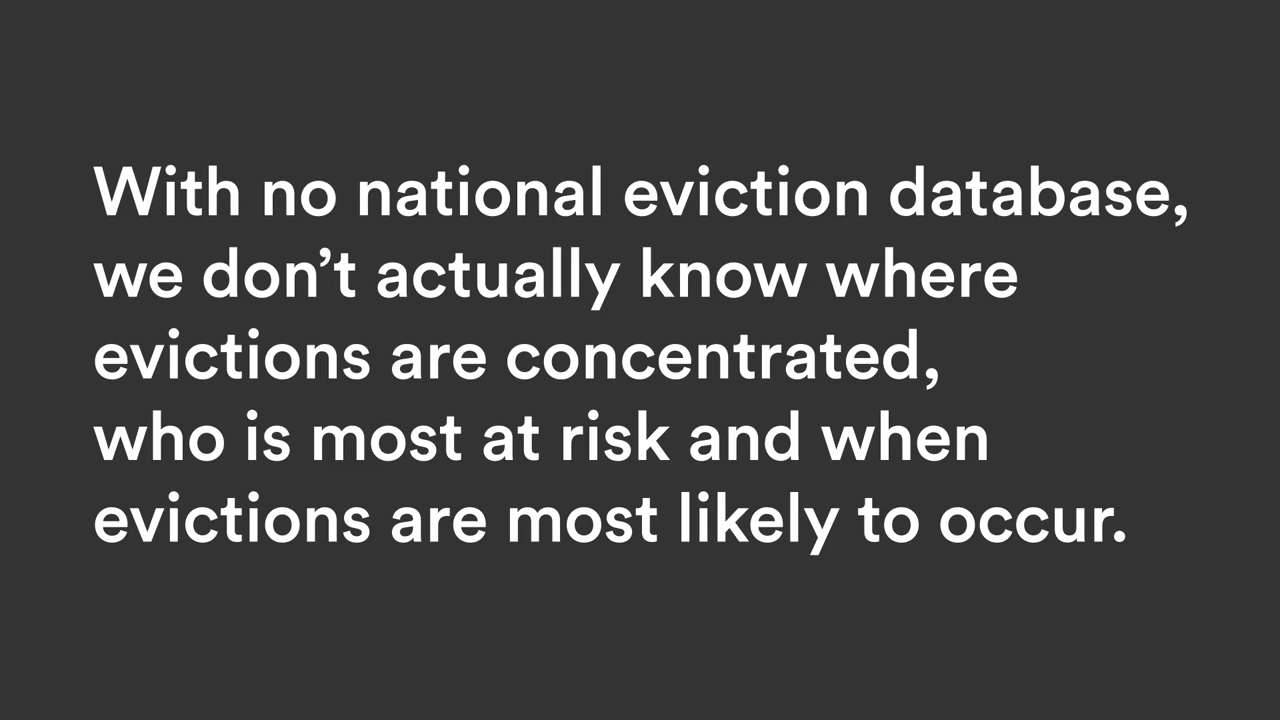 With no national eviction database,
we don’t actually know where
evictions are concentrated,
who is most at risk and when
evictions are most likely to occur.